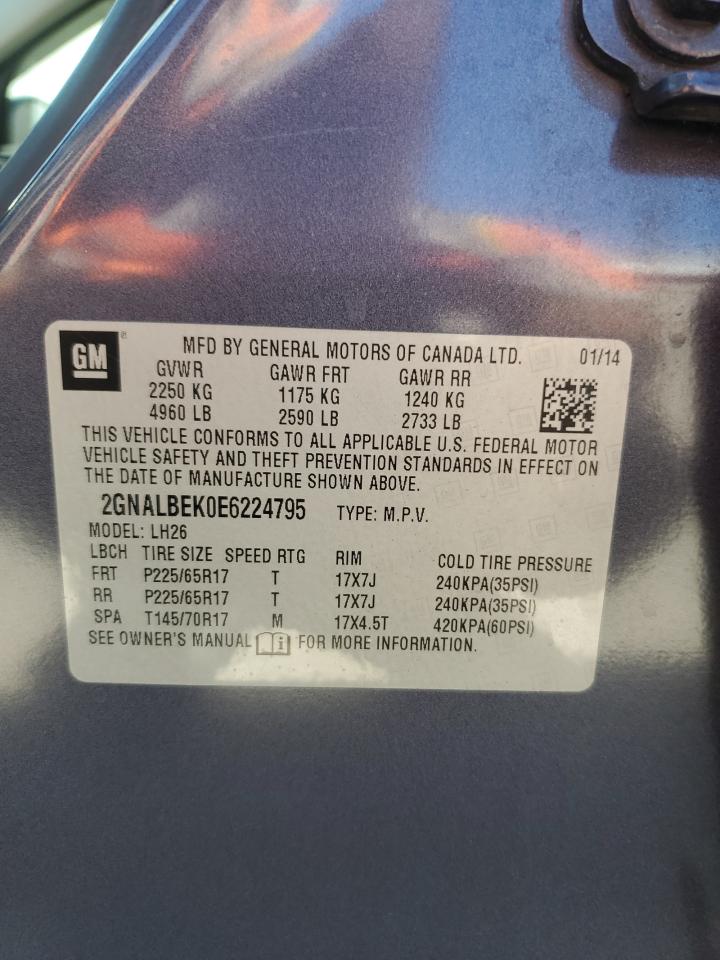 GM
MFD BY GENERAL MOTORS OF CANADA LTD. 01/14
GVWR GAWR FRT GAWR RR
2250 KG 1175 KG 1240 KG
4960 LB 2590 LB 2733 LB
THIS VEHICLE CONFORMS TO ALL APPLICABLE U.S. FEDERAL MOTOR
VEHICLE SAFETY AND THEFT PREVENTION STANDARDS IN EFFECT ON
THE DATE OF MANUFACTURE SHOWN ABOVE.
2GNALBEK0E6224795 TYPE: M.P.V.
MODEL: LH26
LBCH TIRE SIZE SPEED RTG RIM COLD TIRE PRESSURE
FRT P225/65R17 T 17X7J 240KPA(35PSI)
RR P225/65R17 T 17X7J 240KPA(35PSI)
SPA T145/70R17 M 17X4.5T 420KPA(60PSI)
SEE OWNER'S MANUAL i FOR MORE INFORMATION.